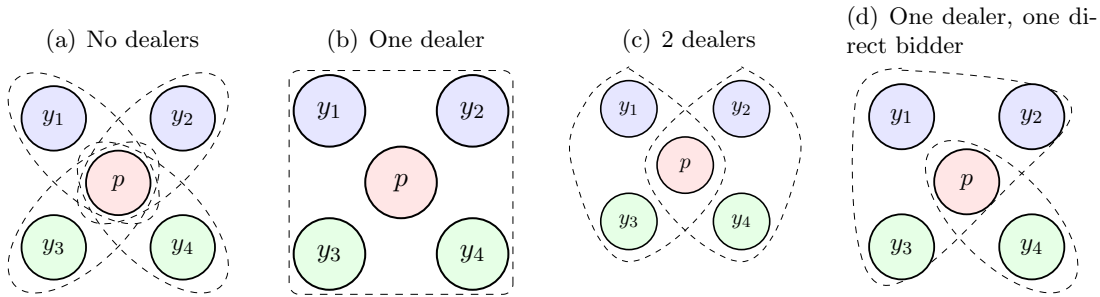 (a) No dealers
y₁
y₂
p
y₃
y₄
(b) One dealer
y₁
y₂
p
y₃
y₄
(c) 2 dealers
y₁
y₂
p
y₃
y₄
(d) One dealer, one di-
rect bidder
y₁
y₂
p
y₃
y₄